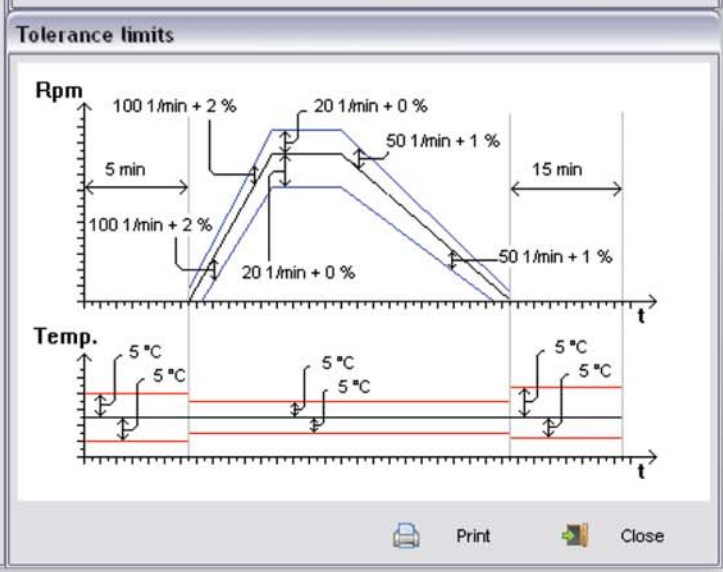 Tolerance limits
Rpm
100 1/min + 2 %
20 1/min + 0 %
50 1/min + 1 %
5 min
15 min
100 1/min + 2%
20 1/min + 0 %
50 1/min + 1 %
t
Temp.
5 °C
5 °C
5 °C
5 °C
5 °C
5 °C
t
Print
Close